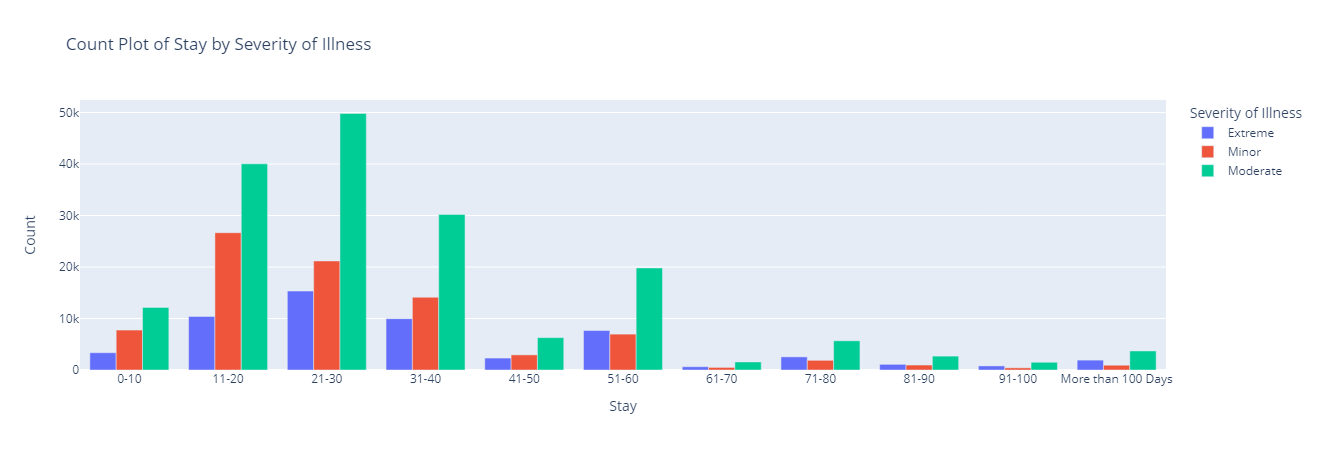 Count Plot of Stay by Severity of Illness
Severity of Illness
Extreme
Minor
Moderate
Count
50k
40k
30k
20k
10k
0
0-10 11-20 21-30 31-40 41-50 51-60 61-70 71-80 81-90 91-100 More than 100 Days
Stay